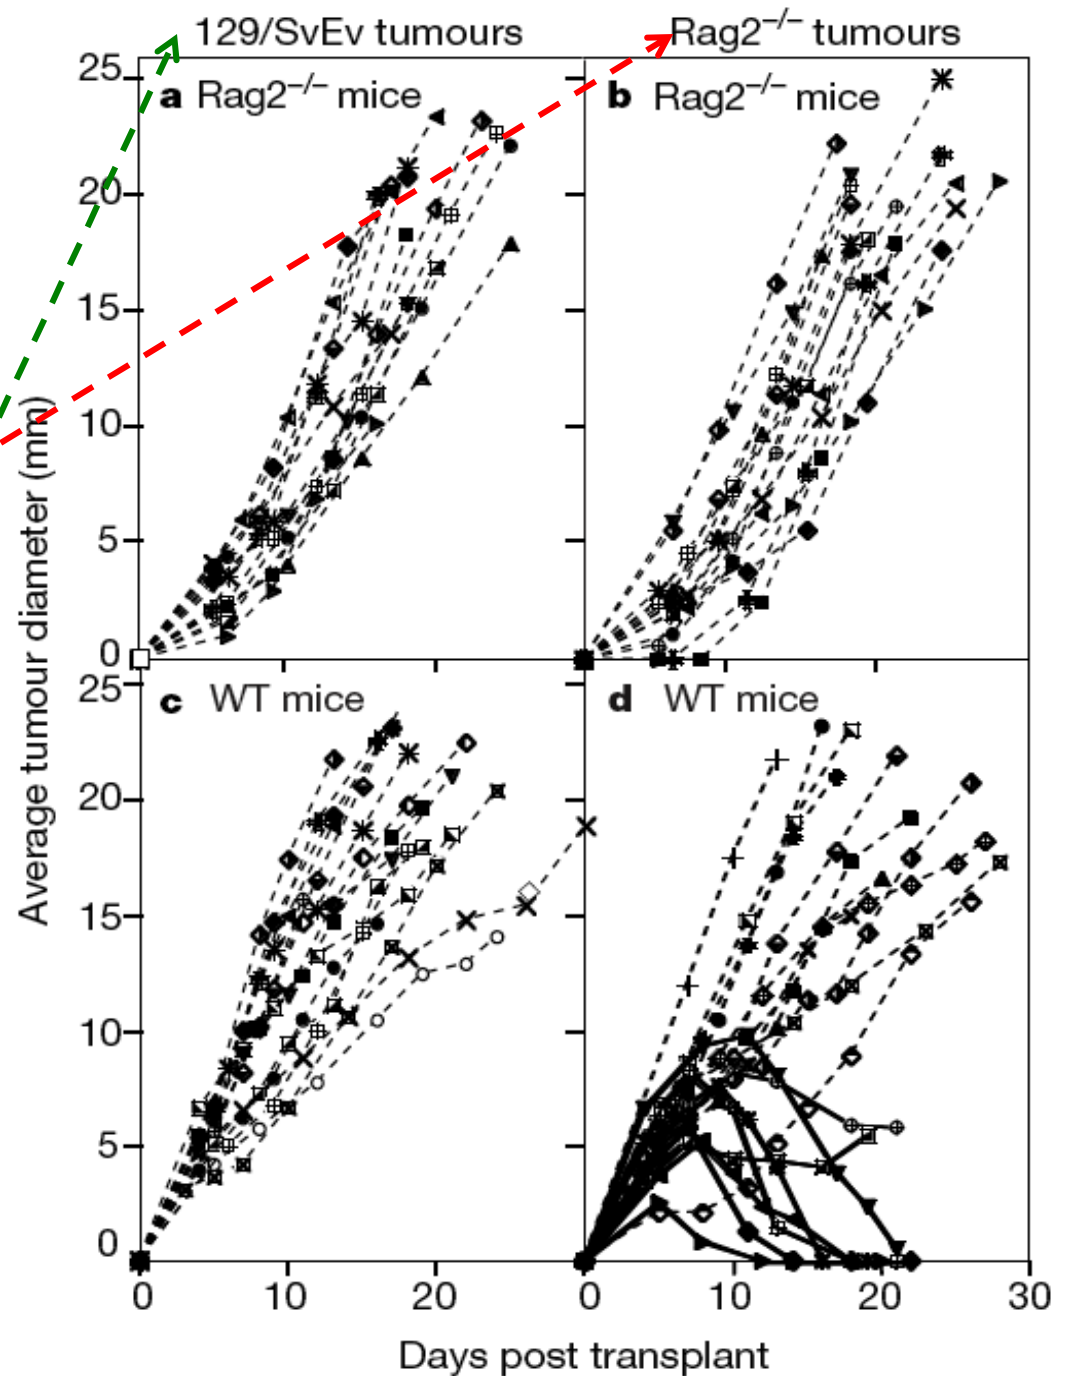 129/SvEv tumours
Rag2–/– tumours
a Rag2–/– mice
b Rag2–/– mice
25
20
15
10
5
0
c WT mice
d WT mice
25
20
15
10
5
0
0 10 20 0 10 20 30
Average tumour diameter (mm)
Days post transplant